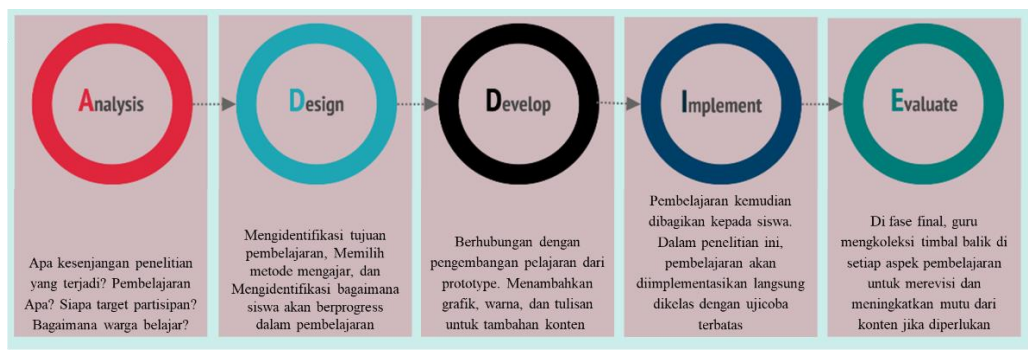 Analysis
Apa kesenjangan penelitian
yang terjadi? Pembelajaran
Apa? Siapa target partisipan?
Bagaimana warga belajar?
Design
Mengidentifikasi tujuan
pembelajaran, Memilih
metode mengajar, dan
Mengidentifikasi bagaimana
siswa akan berprogress
dalam pembelajaran
Develop
Berhubungan dengan
pengembangan pelajaran dari
prototype. Menambahkan
grafik, warna, dan tulisan
untuk tambahan konten
Implement
Pembelajaran kemudian
dibagikan kepada siswa.
Dalam penelitian ini,
pembelajaran akan
diimplementasikan langsung
dikelas dengan ujicoba
terbatas
Evaluate
Di fase final, guru
mengkoleksi timbal balik di
setiap aspek pembelajaran
untuk merevisi dan
meningkatkan mutu dari
konten jika diperlukan